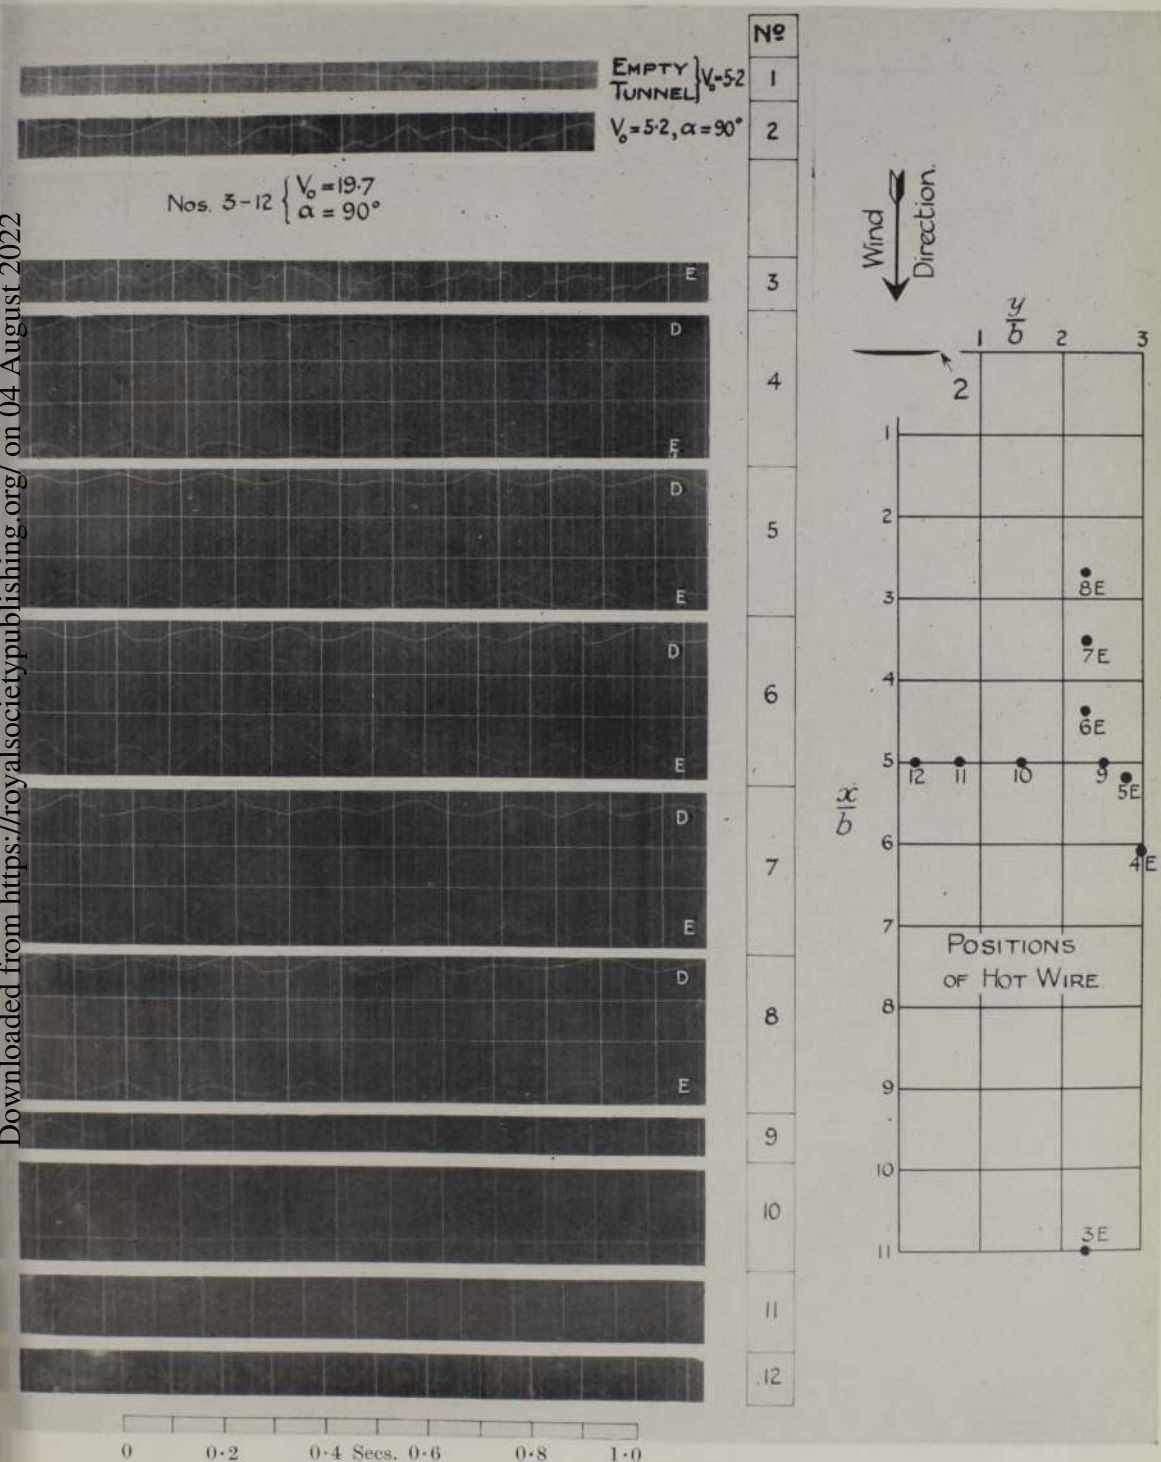 Downloaded from https://royalsocietypublishing.org/ on 04 August 2022
Nº
EMPTY TUNNEL } V₀=5·2
1
V₀=5·2, α=90°
2
Nos. 3-12 { V₀=19·7
α=90°
E
3
D
4
E
D
5
E
D
6
E
D
7
E
D
8
E
9
10
11
12
0 0·2 0·4 Secs. 0·6 0·8 1·0
Wind Direction.
y/b
1 2 3
2
1
2
8E
3
7E
4
6E
5
12 11 10 9
5E
x/b
6
4E
7
POSITIONS
OF HOT WIRE.
8
9
10
3E
11